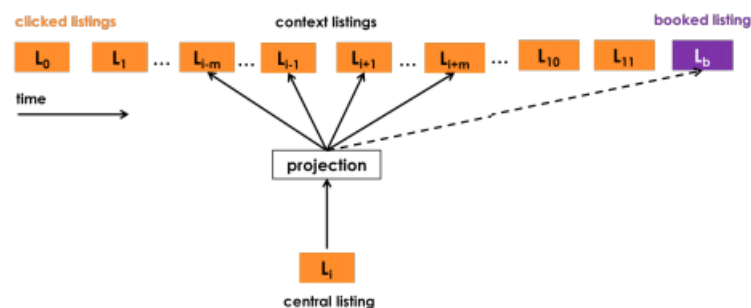 clicked listings context listings booked listing
L0 L1 ... Li-m ... Li-1 Li+1 ... Li+m ... L10 L11 Lb
time
projection
Li
central listing